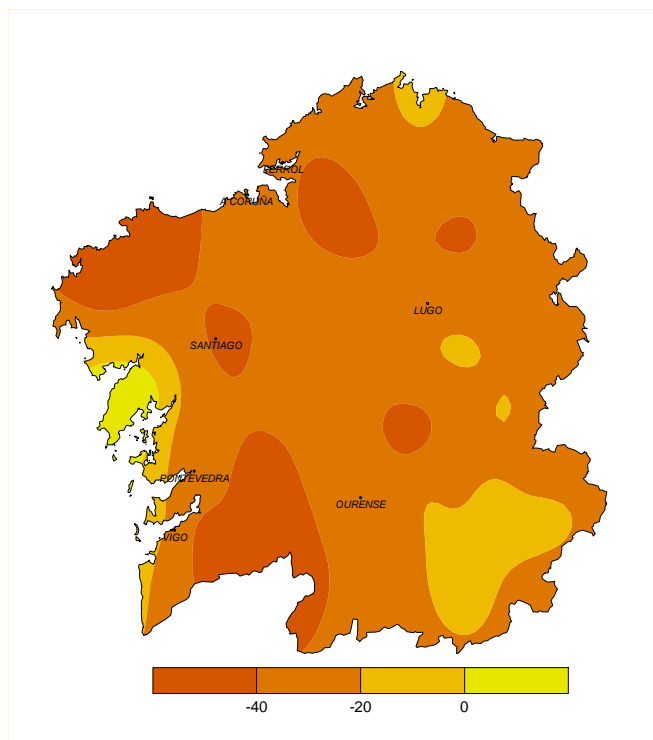 FERROL
A CORUÑA
LUGO
SANTIAGO
PONTEVEDRA
OURENSE
VIGO
-40 -20 0